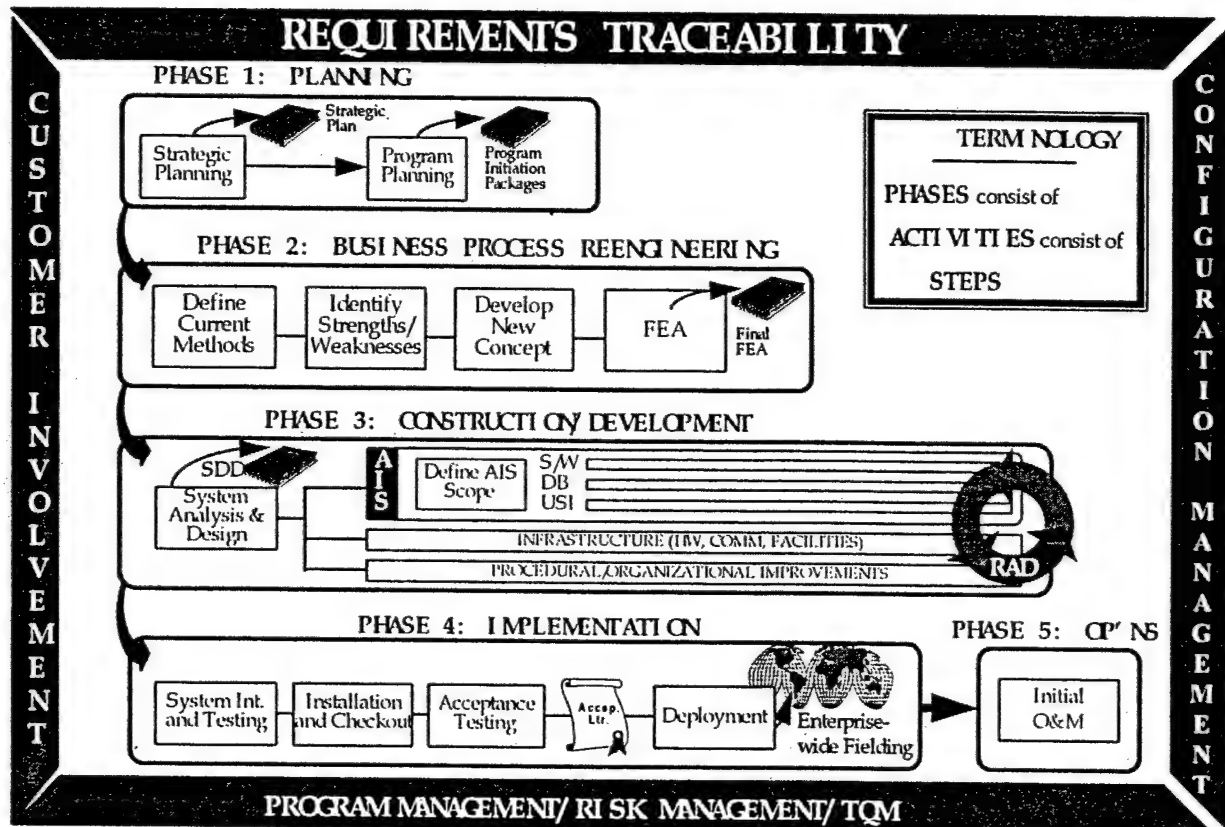 REQUIREMENTS TRACEABILITY
CUSTOMER INVOLVEMENT
CONFIGURATION MANAGEMENT
PHASE 1: PLANNING
Strategic
Planning
Strategic
Plan
Program
Planning
Program
Initiation
Packages
TERMINOLOGY
PHASES consist of
ACTIVITIES consist of
STEPS
PHASE 2: BUSINESS PROCESS REENGINEERING
Define
Current
Methods
Identify
Strengths/
Weaknesses
Develop
New
Concept
FEA
Final
FEA
PHASE 3: CONSTRUCTION/DEVELOPMENT
SDD
System
Analysis &
Design
AIS
Define AIS
Scope
S/W
DB
USI
INFRASTRUCTURE (HW, COMM, FACILITIES)
PROCEDURAL/ORGANIZATIONAL IMPROVEMENTS
RAD
PHASE 4: IMPLEMENTATION
System Int.
and Testing
Installation
and Checkout
Acceptance
Testing
Accep.
Ltr.
Deployment
Enterprise-
wide Fielding
PHASE 5: OP'NS
Initial
O&M
PROGRAM MANAGEMENT/RISK MANAGEMENT/TQM